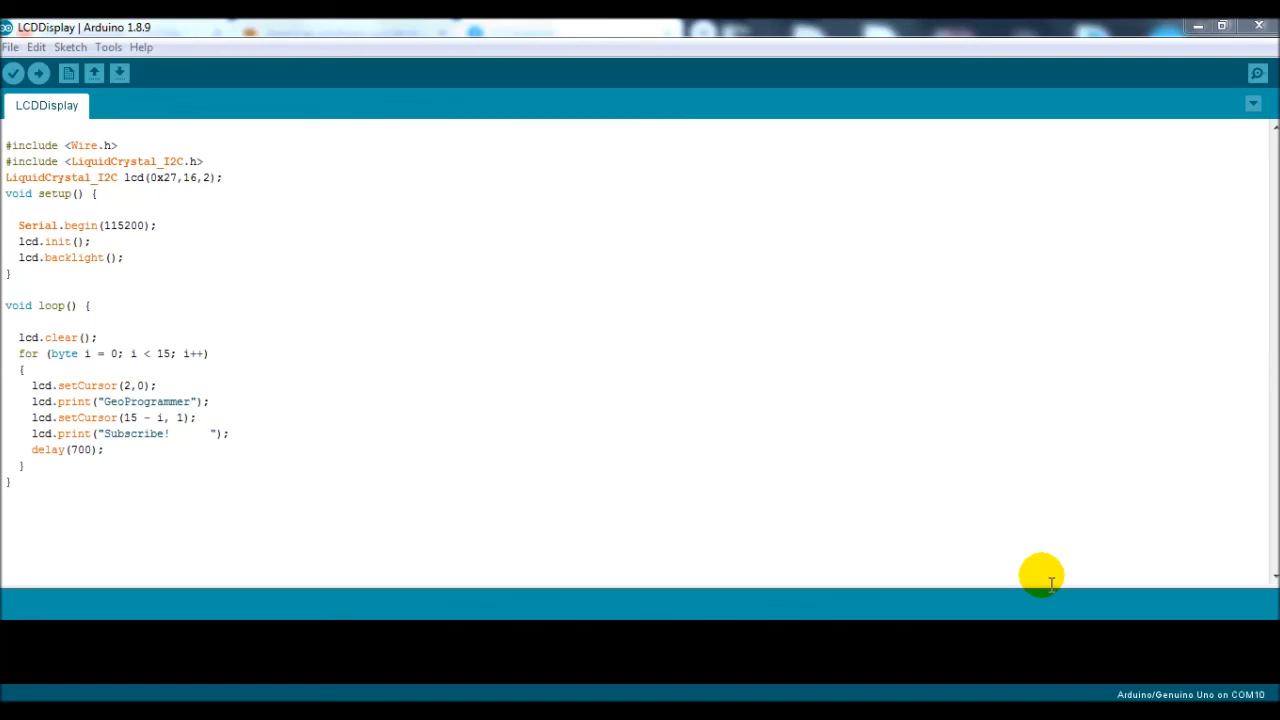 LCDDisplay | Arduino 1.8.9
File Edit Sketch Tools Help
LCDDisplay
#include <Wire.h>
#include <LiquidCrystal_I2C.h>
LiquidCrystal_I2C lcd(0x27,16,2);
void setup() {
  Serial.begin(115200);
  lcd.init();
  lcd.backlight();
}
void loop() {
  lcd.clear();
  for (byte i = 0; i < 15; i++)
  {
    lcd.setCursor(2,0);
    lcd.print("GeoProgrammer");
    lcd.setCursor(15 - i, 1);
    lcd.print("Subscribe!      ");
    delay(700);
  }
}
Arduino/Genuino Uno on COM10